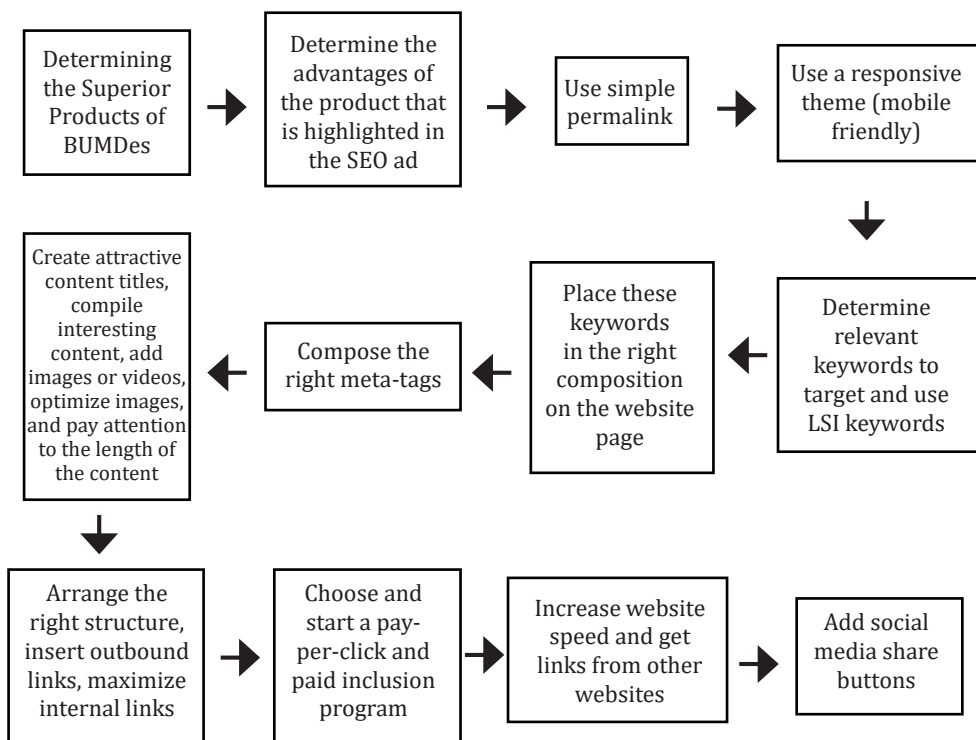 Determining
the Superior
Products of
BUMDes
Determine the
advantages of
the product that
is highlighted in
the SEO ad
Use simple
permalink
Use a responsive
theme (mobile
friendly)
Determine
relevant
keywords to
target and use
LSI keywords
Place these
keywords
in the right
composition
on the website
page
Compose the
right meta-tags
Create attractive
content titles,
compile
interesting
content, add
images or videos,
optimize images,
and pay attention
to the length of
the content
Arrange the
right structure,
insert outbound
links, maximize
internal links
Choose and
start a pay-
per-click and
paid inclusion
program
Increase website
speed and get
links from other
websites
Add social
media share
buttons